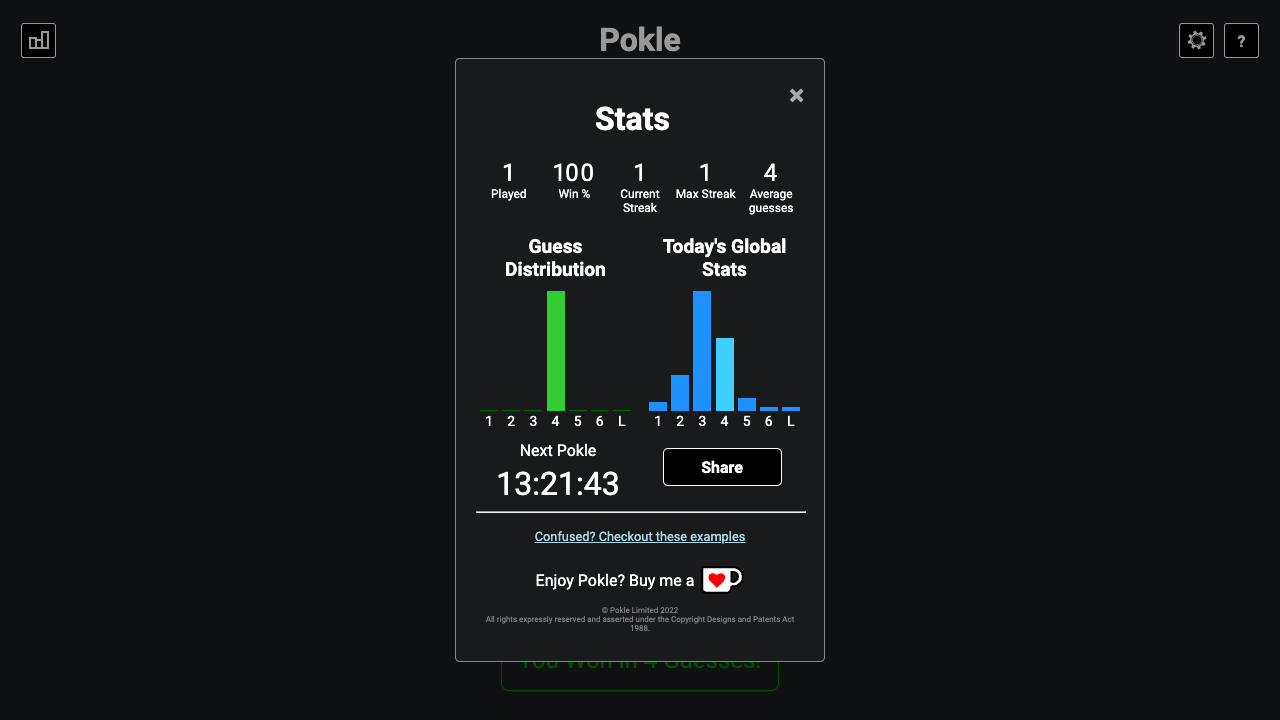 Pokle
?
×
Stats
1 100 1 1 4
Played Win % Current Streak Max Streak Average guesses
Guess
Distribution
Today's Global
Stats
1 2 3 4 5 6 L
1 2 3 4 5 6 L
Next Pokle
13:21:43
Share
Confused? Checkout these examples
Enjoy Pokle? Buy me a
© Pokle Limited 2022
All rights expressly reserved and asserted under the Copyright Designs and Patents Act
1988.
You Won in 4 Guesses!